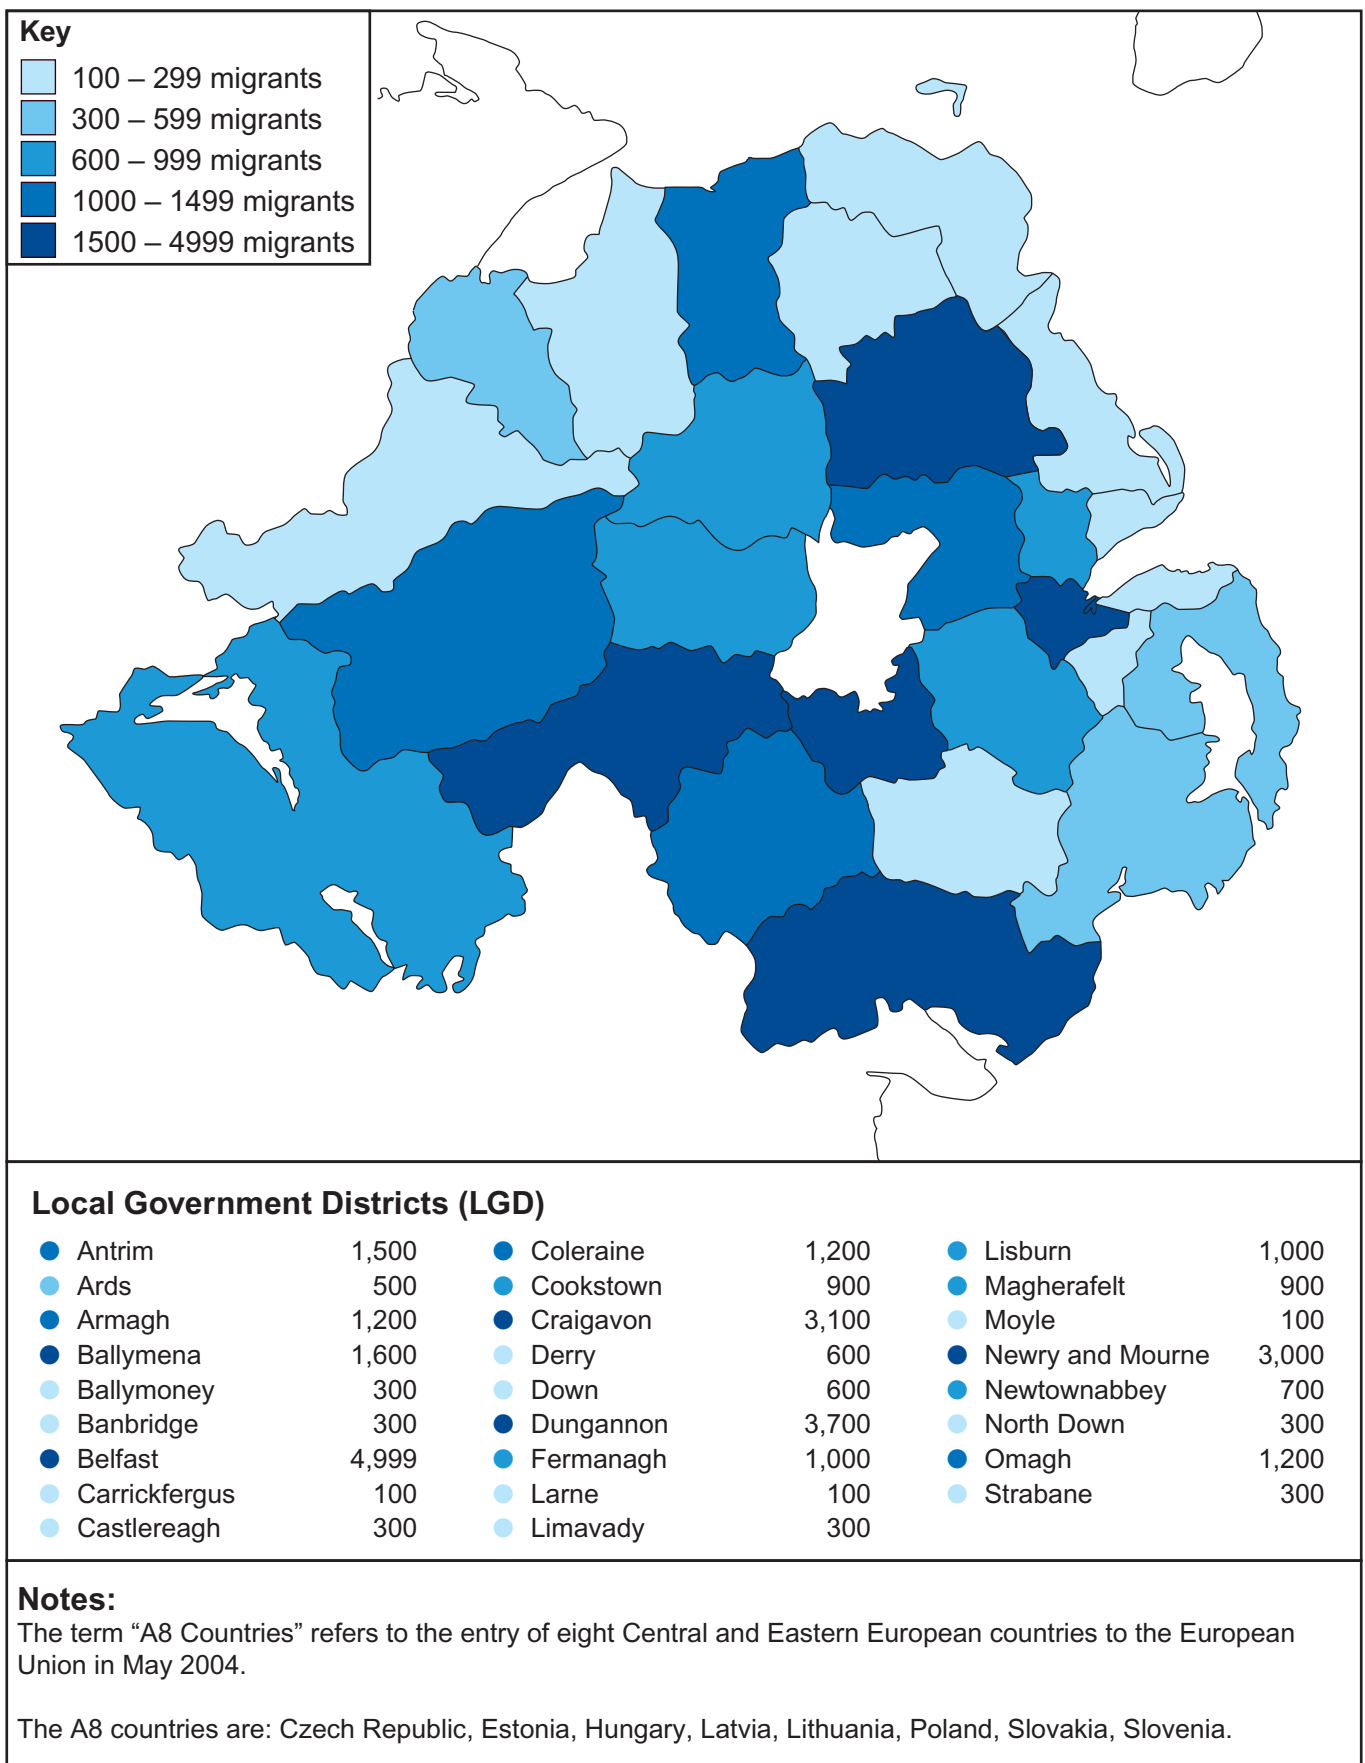 Key
100 – 299 migrants
300 – 599 migrants
600 – 999 migrants
1000 – 1499 migrants
1500 – 4999 migrants
Local Government Districts (LGD)
Antrim 1,500
Ards 500
Armagh 1,200
Ballymena 1,600
Ballymoney 300
Banbridge 300
Belfast 4,999
Carrickfergus 100
Castlereagh 300
Coleraine 1,200
Cookstown 900
Craigavon 3,100
Derry 600
Down 600
Dungannon 3,700
Fermanagh 1,000
Larne 100
Limavady 300
Lisburn 1,000
Magherafelt 900
Moyle 100
Newry and Mourne 3,000
Newtownabbey 700
North Down 300
Omagh 1,200
Strabane 300
Notes:
The term “A8 Countries” refers to the entry of eight Central and Eastern European countries to the European
Union in May 2004.
The A8 countries are: Czech Republic, Estonia, Hungary, Latvia, Lithuania, Poland, Slovakia, Slovenia.